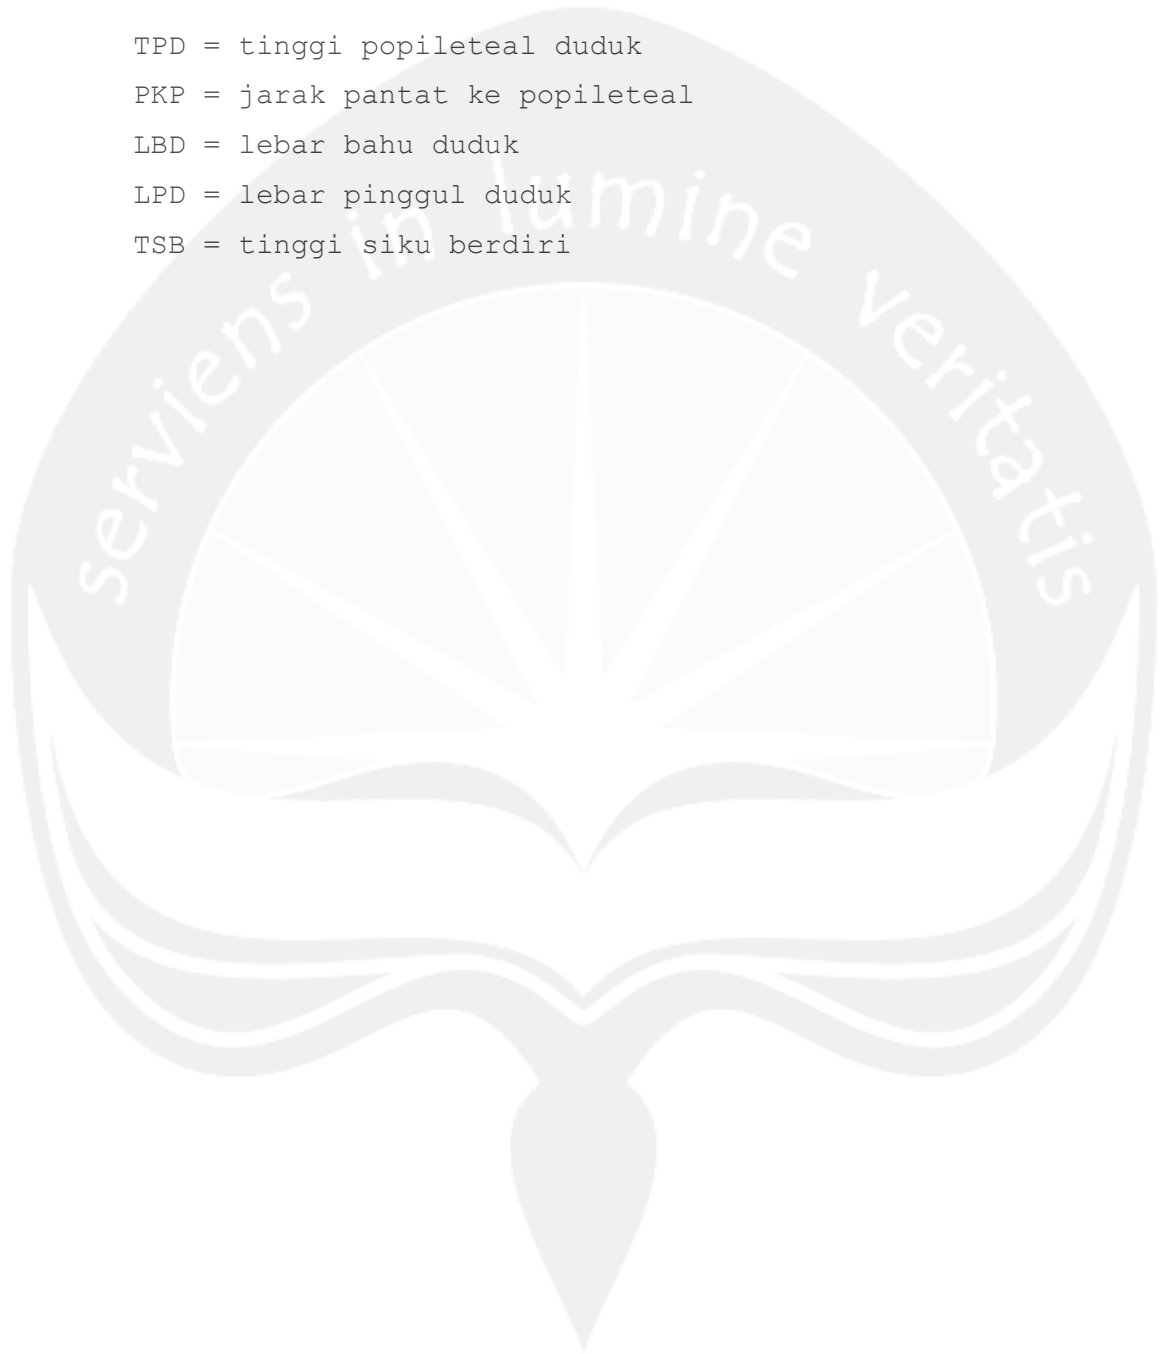 TPD = tinggi popileteal duduk
PKP = jarak pantat ke popileteal
LBD = lebar bahu duduk
LPD = lebar pinggul duduk
TSB = tinggi siku berdiri
serviens in lumine veritatis